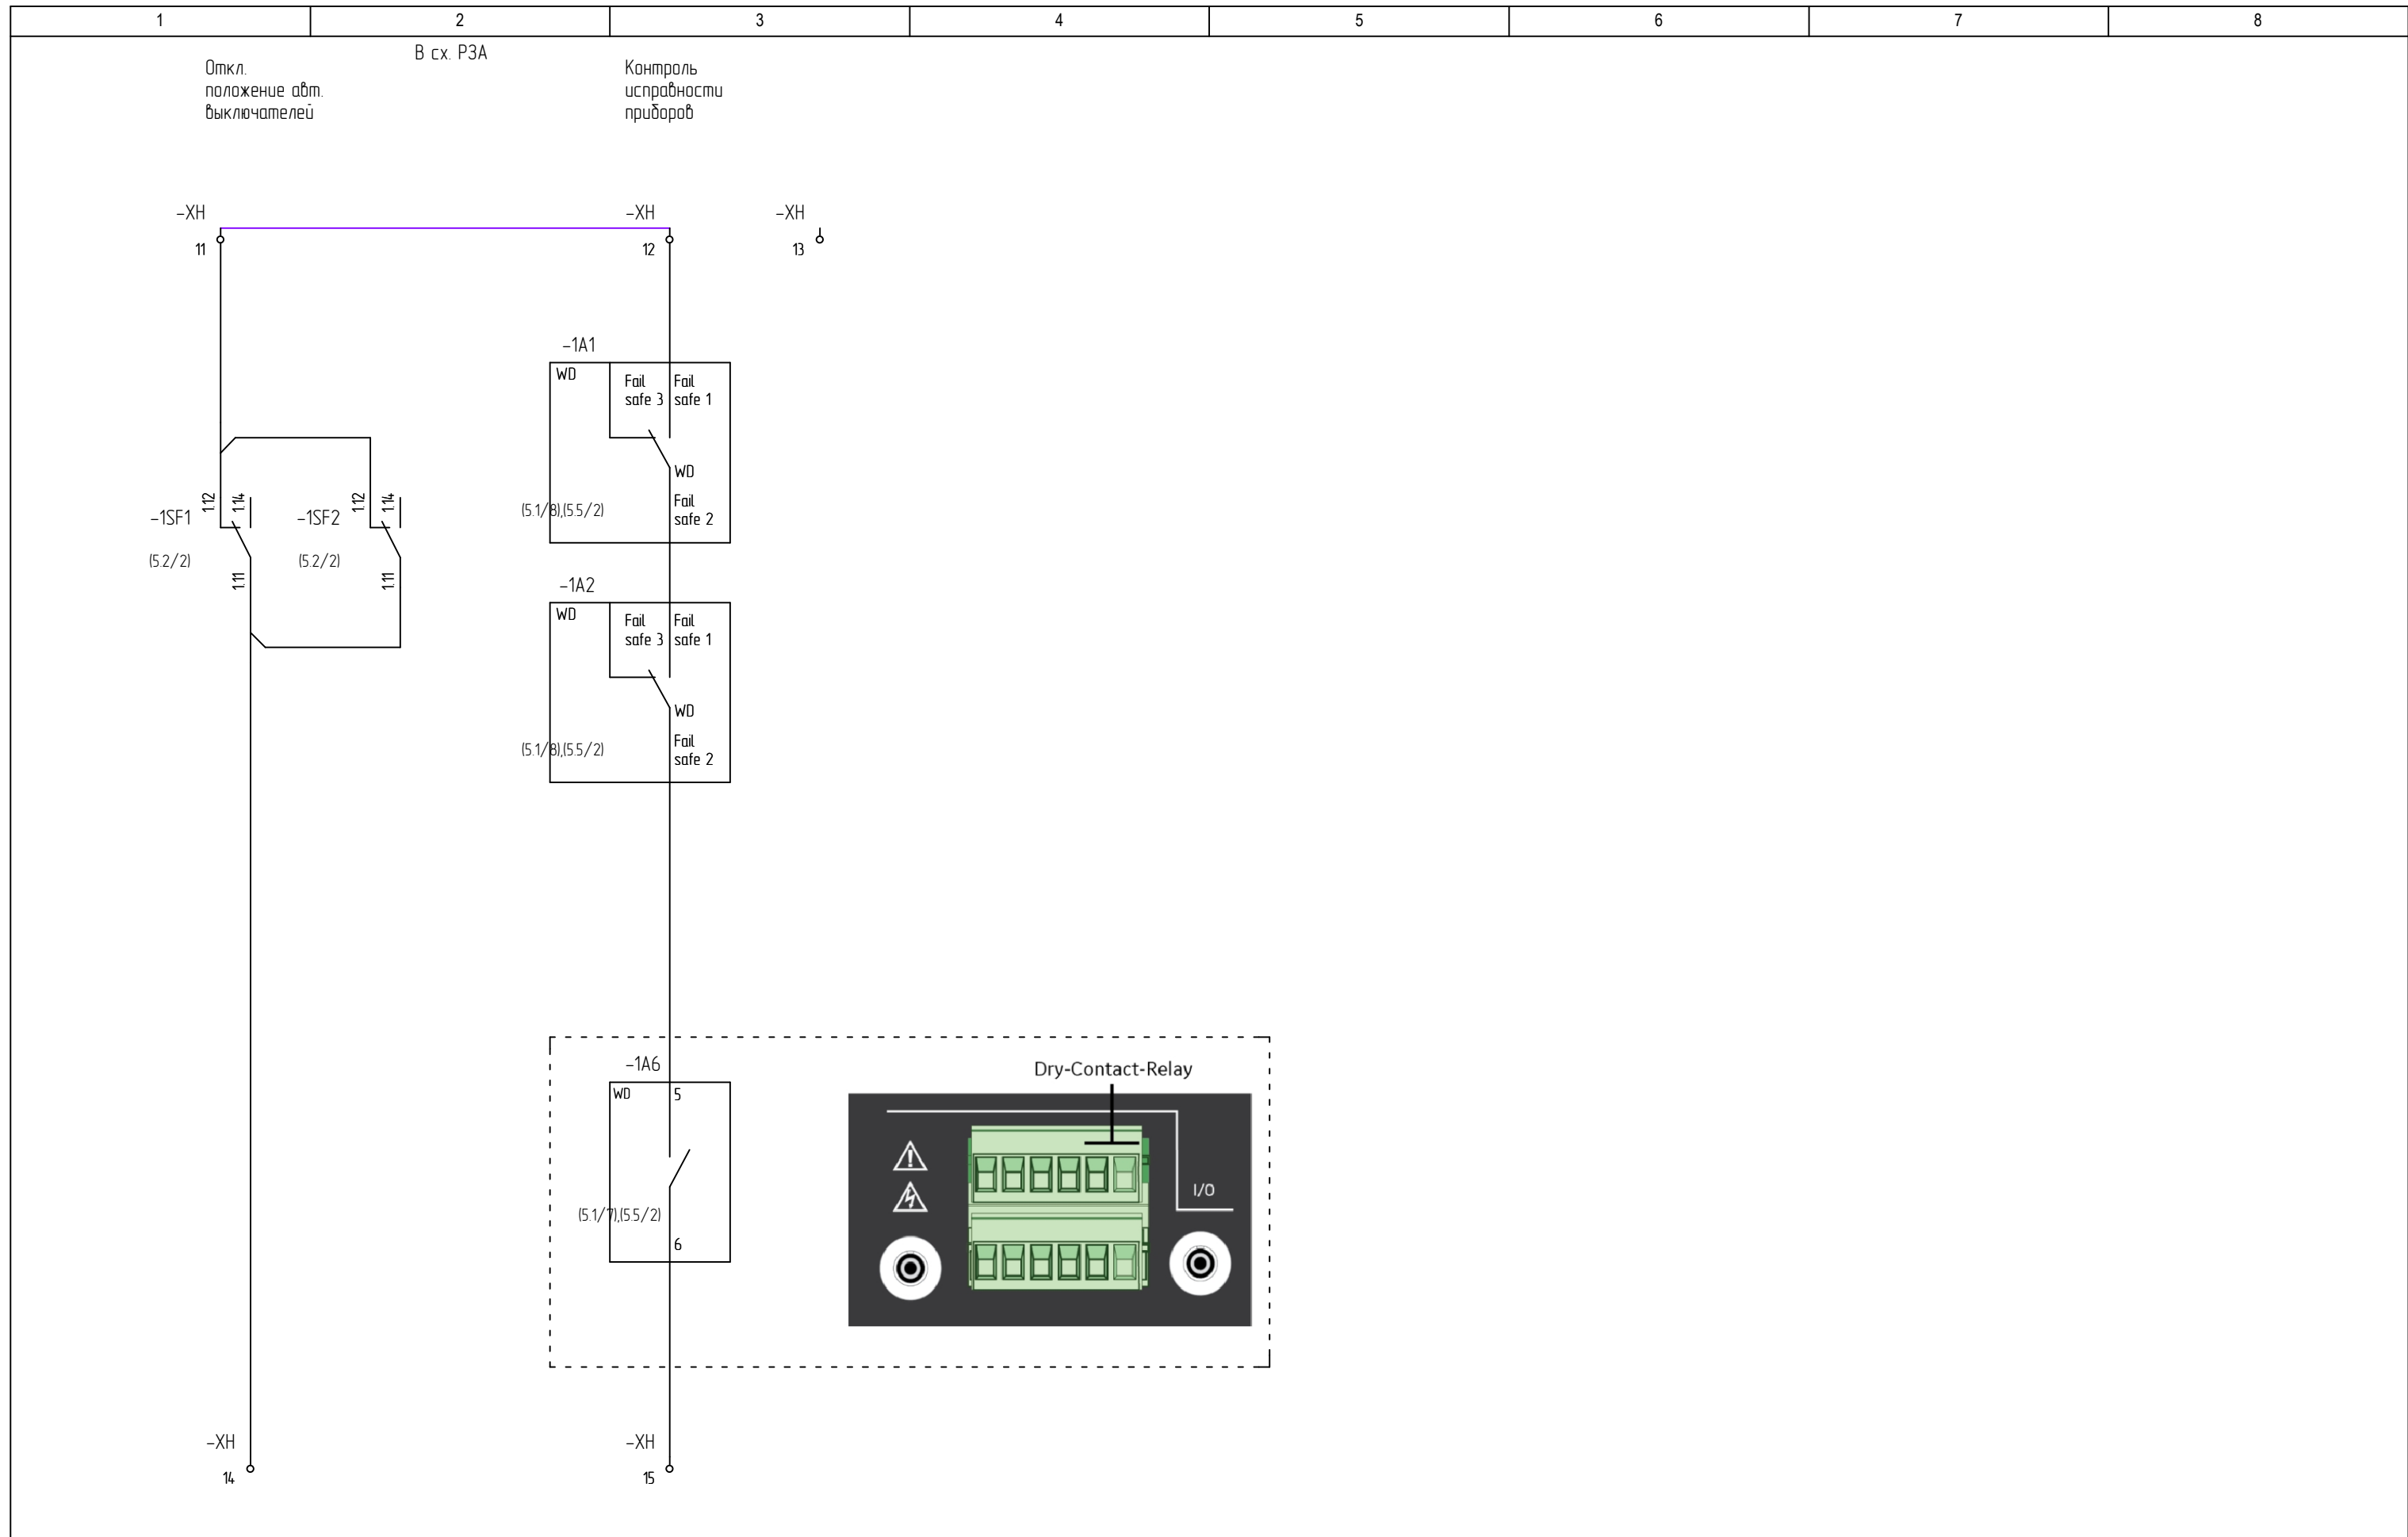 1 2 3 4 5 6 7 8
В сх. РЗА
Откл.
положение авт.
выключателей
Контроль
исправности
приборов
-XH
11
-XH
12
-XH
13
-1A1
WD
Fail
safe 3
Fail
safe 1
WD
Fail
safe 2
(5.1/8),(5.5/2)
-1SF1
1.12
1.14
(5.2/2)
1.11
-1SF2
1.12
1.14
(5.2/2)
1.11
-1A2
WD
Fail
safe 3
Fail
safe 1
WD
Fail
safe 2
(5.1/8),(5.5/2)
-1A6
WD
5
(5.1/7),(5.5/2)
6
Dry-Contact-Relay
I/O
-XH
14
-XH
15